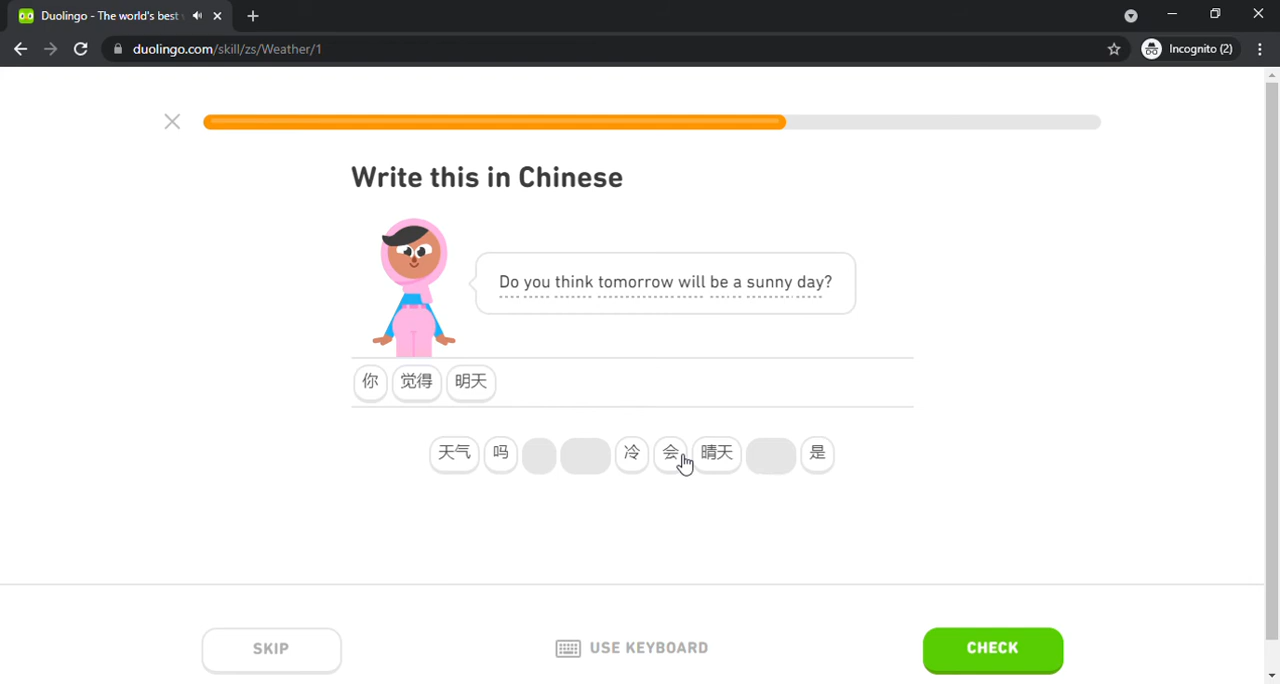 Duolingo - The world's best
duolingo.com/skill/zs/Weather/1
Incognito (2)
Write this in Chinese
Do you think tomorrow will be a sunny day?
你 觉得 明天
天气 吗 冷 会 晴天 是
SKIP
USE KEYBOARD
CHECK